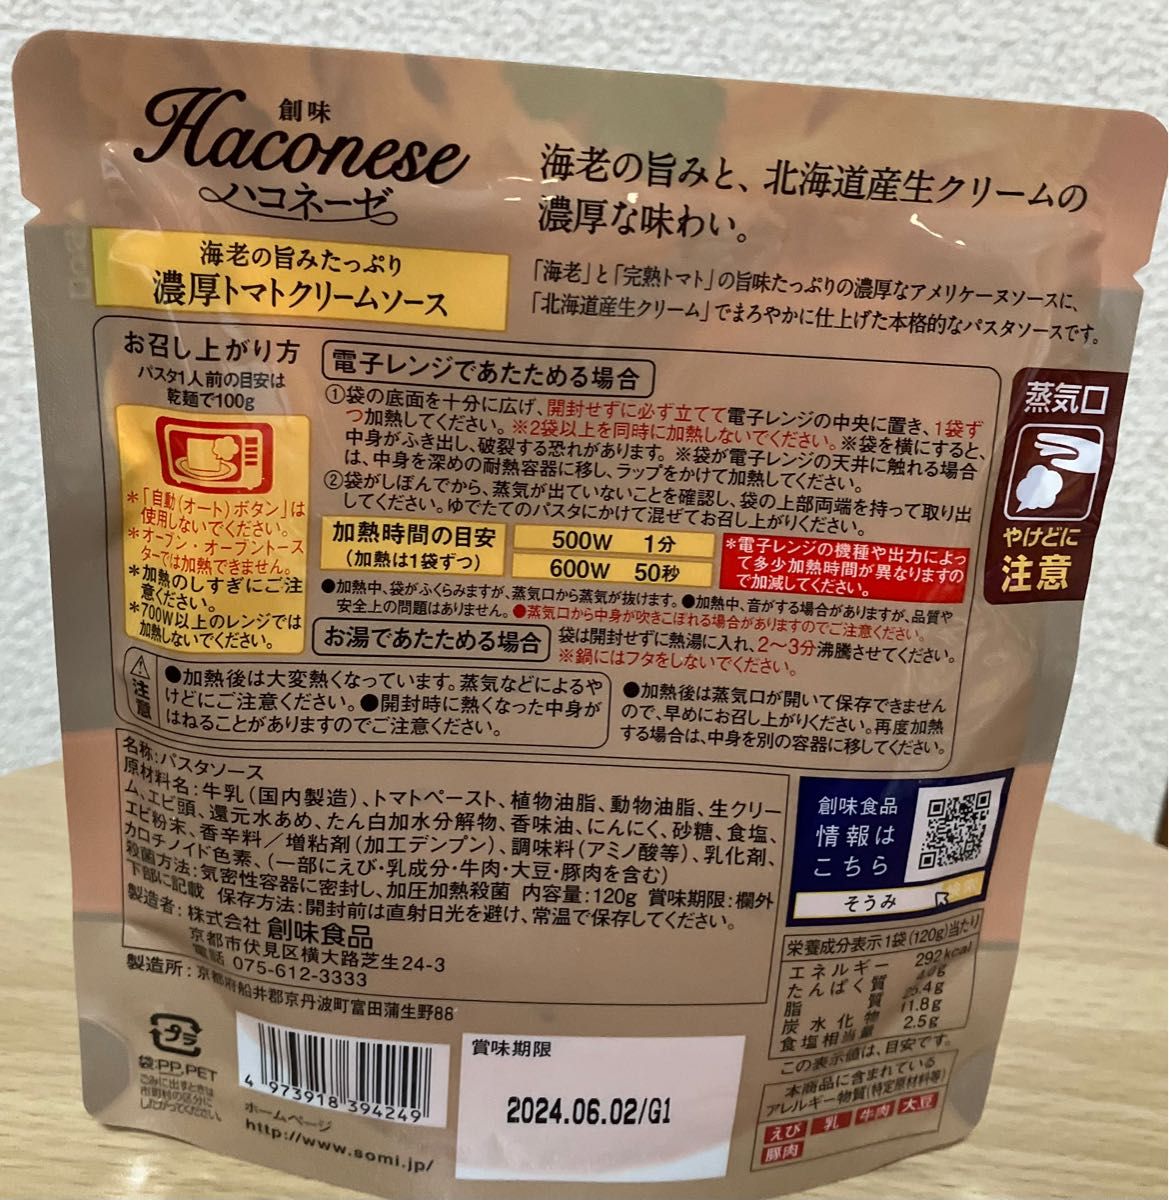 創味
Haconese
ハコネーゼ
海老の旨みたっぷり
濃厚トマトクリームソース
海老の旨みと、北海道産生クリームの
濃厚な味わい。
「海老」と「完熟トマト」の旨味たっぷりの濃厚なアメリケーヌソースに、
「北海道産生クリーム」でまろやかに仕上げた本格的なパスタソースです。
お召し上がり方
パスタ1人前の目安は
乾麺で100g
*「自動(オート)ボタン」は
使用しないでください。
*オーブン・オーブントース
ターでは加熱できません。
*加熱のしすぎにご注
意ください。
*700W以上のレンジでは
加熱しないでください。
電子レンジであたためる場合
①袋の底面を十分に広げ、開封せずに必ず立てて電子レンジの中央に置き、1袋ず
つ加熱してください。※2袋以上を同時に加熱しないでください。※袋を横にすると、
中身がふき出し、破裂する恐れがあります。※袋が電子レンジの天井に触れる場合
は、中身を深めの耐熱容器に移し、ラップをかけて加熱してください。
②袋がしぼんでから、蒸気が出ていないことを確認し、袋の上部両端を持って取り出
してください。ゆでたてのパスタにかけて混ぜてお召し上がりください。
加熱時間の目安
(加熱は1袋ずつ)
500W 1分
600W 50秒
*電子レンジの機種や出力によっ
て多少加熱時間が異なりますの
で加減してください。
●加熱中、袋がふくらみますが、蒸気口から蒸気が抜けます。●加熱中、音がする場合がありますが、品質や
安全上の問題はありません。●蒸気口から中身が吹きこぼれる場合がありますのでご注意ください。
お湯であたためる場合
袋は開封せずに熱湯に入れ、2〜3分沸騰させてください。
※鍋にはフタをしないでください。
蒸気口
やけどに
注意
注意
●加熱後は大変熱くなっています。蒸気などによるや
けどにご注意ください。●開封時に熱くなった中身が
はねることがありますのでご注意ください。
●加熱後は蒸気口が開いて保存できません
ので、早めにお召し上がりください。再度加熱
する場合は、中身を別の容器に移してください。
名称:パスタソース
原材料名:牛乳(国内製造)、トマトペースト、植物油脂、動物油脂、生クリー
ム、エビ頭、還元水あめ、たん白加水分解物、香味油、にんにく、砂糖、食塩、
エビ粉末、香辛料/増粘剤(加工デンプン)、調味料(アミノ酸等)、乳化剤、
カロチノイド色素、(一部にえび・乳成分・牛肉・大豆・豚肉を含む)
殺菌方法:気密性容器に密封し、加圧加熱殺菌 内容量:120g 賞味期限:欄外
下部に記載 保存方法:開封前は直射日光を避け、常温で保存してください。
製造者:株式会社 創味食品
京都市伏見区横大路芝生24-3
電話 075-612-3333
製造所:京都府船井郡京丹波町富田蒲生野88
創味食品
情報は
こちら
そうみ
検索
栄養成分表示1袋(120g)当たり
エネルギー 292kcal
たんぱく質 4.0g
脂質 25.4g
炭水化物 11.8g
食塩相当量 2.5g
この表示値は、目安です。
本商品に含まれている
アレルギー物質(特定原材料等)
えび 乳 牛肉 大豆
豚肉
プラ
袋:PP,PET
ごみに出すときは
市町村の区分に
したがってください。
4 973918 394249
ホームページ
http://www.somi.jp/
賞味期限
2024.06.02/G1